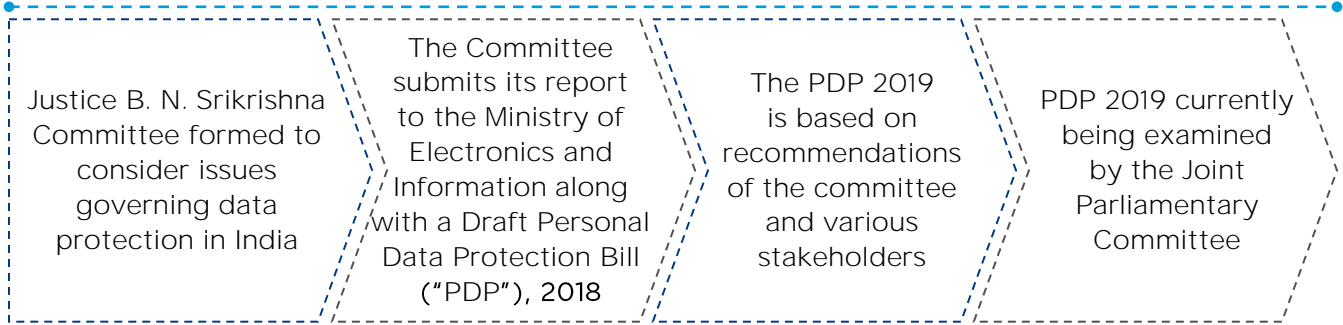 Justice B. N. Srikrishna
Committee formed to
consider issues
governing data
protection in India
The Committee
submits its report
to the Ministry of
Electronics and
Information along
with a Draft Personal
Data Protection Bill
(“PDP”), 2018
The PDP 2019
is based on
recommendations
of the committee
and various
stakeholders
PDP 2019 currently
being examined
by the Joint
Parliamentary
Committee